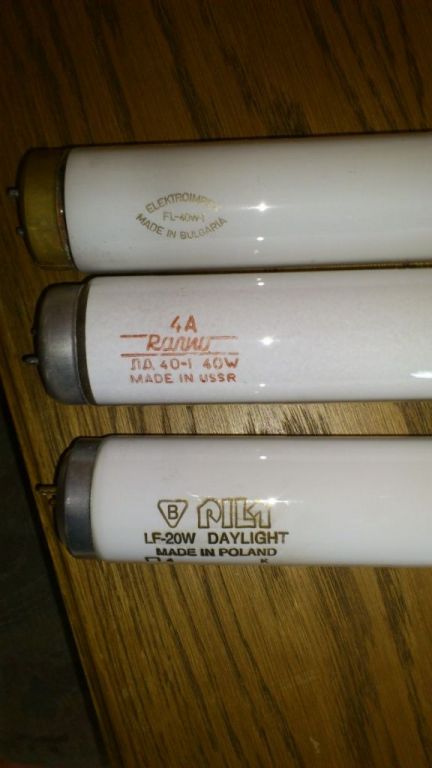 ELEKTROIMPEX
FL-40W-1
MADE IN BULGARIA
4A
ЛД 40-1 40W
MADE IN USSR
B PILA
LF-20W DAYLIGHT
MADE IN POLAND